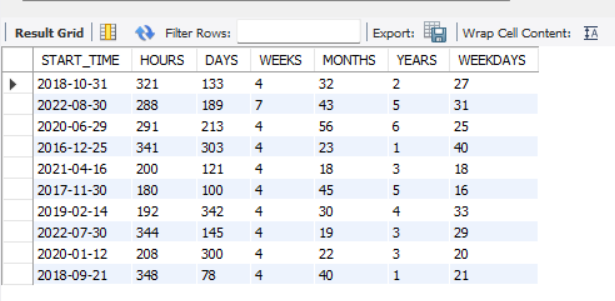 Result Grid Filter Rows: Export: Wrap Cell Content: IA
START_TIME HOURS DAYS WEEKS MONTHS YEARS WEEKDAYS
2018-10-31 321 133 4 32 2 27
2022-08-30 288 189 7 43 5 31
2020-06-29 291 213 4 56 6 25
2016-12-25 341 303 4 23 1 40
2021-04-16 200 121 4 18 3 18
2017-11-30 180 100 4 45 5 16
2019-02-14 192 342 4 30 4 33
2022-07-30 344 145 4 19 3 29
2020-01-12 208 300 4 22 3 20
2018-09-21 348 78 4 40 1 21